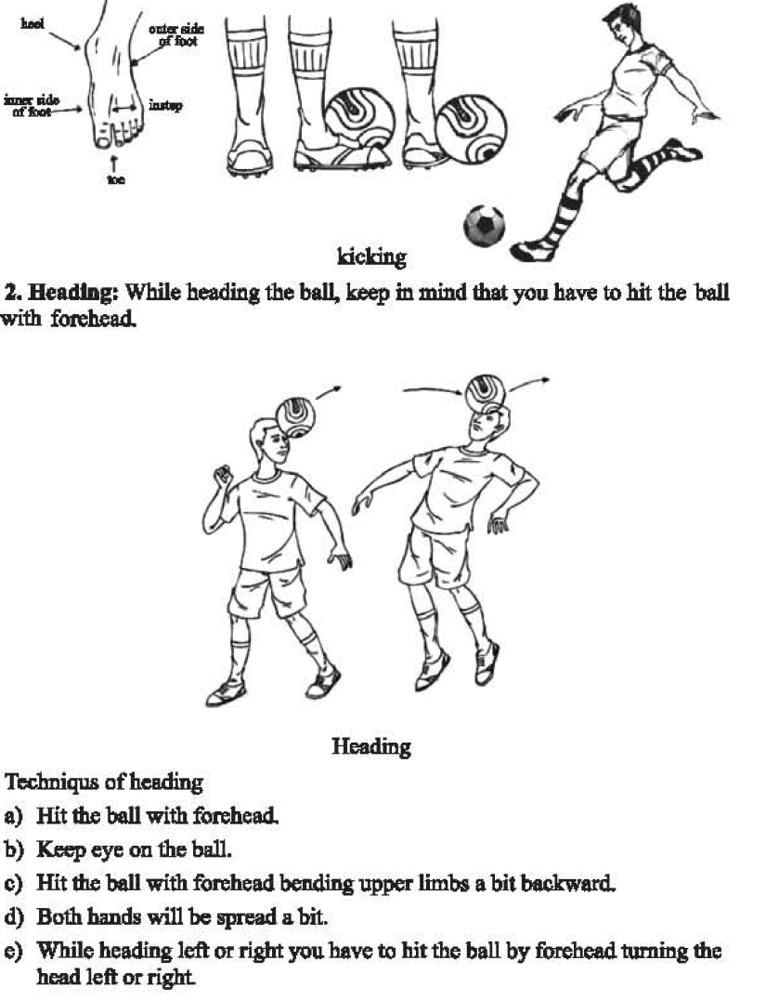 heel
outer side
of foot
inner side
of foot
instep
toe
kicking
2. Heading: While heading the ball, keep in mind that you have to hit the ball
with forehead.
Heading
Techniqus of heading
a) Hit the ball with forehead.
b) Keep eye on the ball.
c) Hit the ball with forehead bending upper limbs a bit backward.
d) Both hands will be spread a bit.
e) While heading left or right you have to hit the ball by forehead turning the
head left or right.